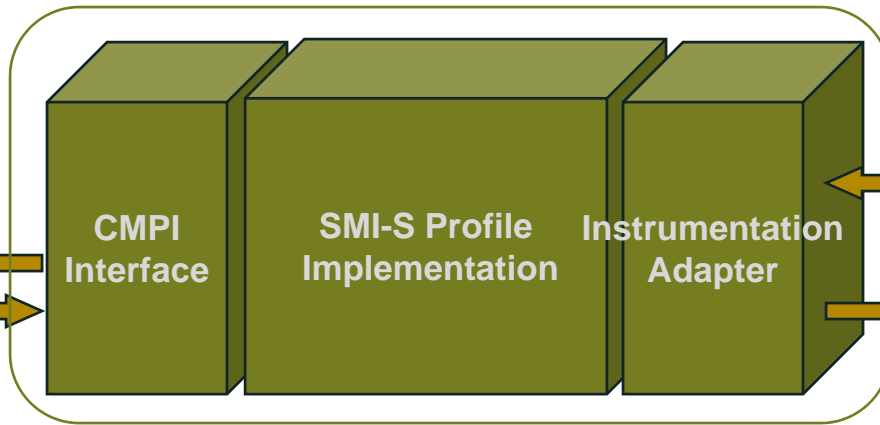 CMPI
Interface
SMI-S Profile
Implementation
Instrumentation
Adapter